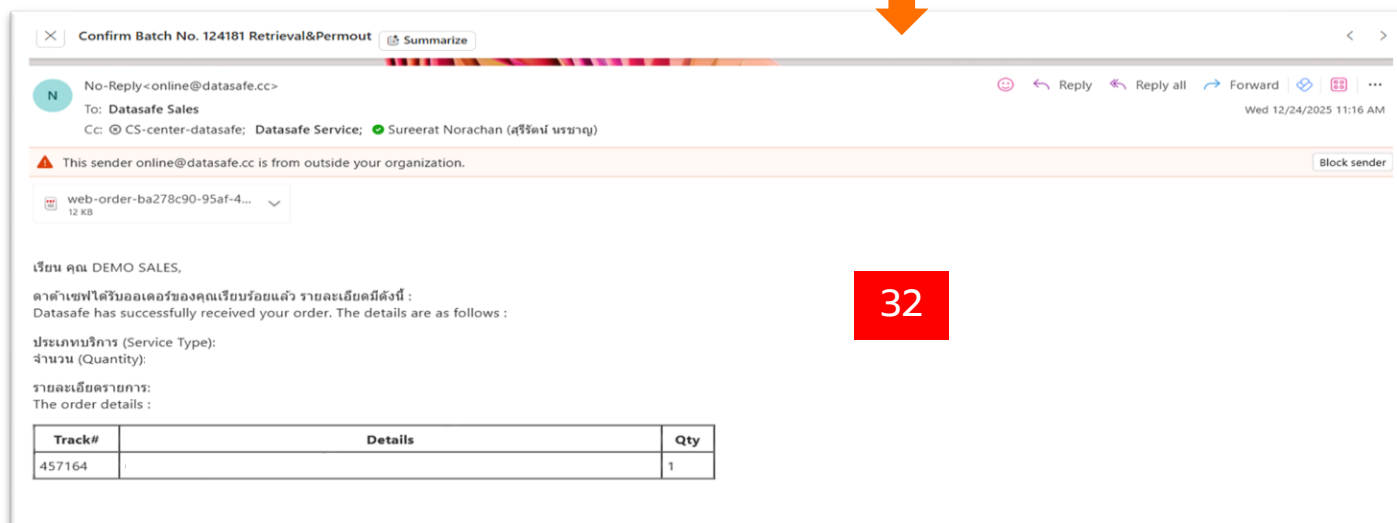 Confirm Batch No. 124181 Retrieval&Permout Summarize
N
No-Reply<online@datasafe.cc>
Reply Reply all Forward
To: Datasafe Sales
Wed 12/24/2025 11:16 AM
Cc: CS-center-datasafe; Datasafe Service; Sureerat Norachan (สุรีรัตน์ นรชาญ)
This sender online@datasafe.cc is from outside your organization.
Block sender
web-order-ba278c90-95af-4...
12 KB
เรียน คุณ DEMO SALES,
ดาต้าเซฟได้รับออเดอร์ของคุณเรียบร้อยแล้ว รายละเอียดมีดังนี้ :
Datasafe has successfully received your order. The details are as follows :
32
ประเภทบริการ (Service Type):
จำนวน (Quantity):
รายละเอียดรายการ:
The order details :
Track# Details Qty
457164 1